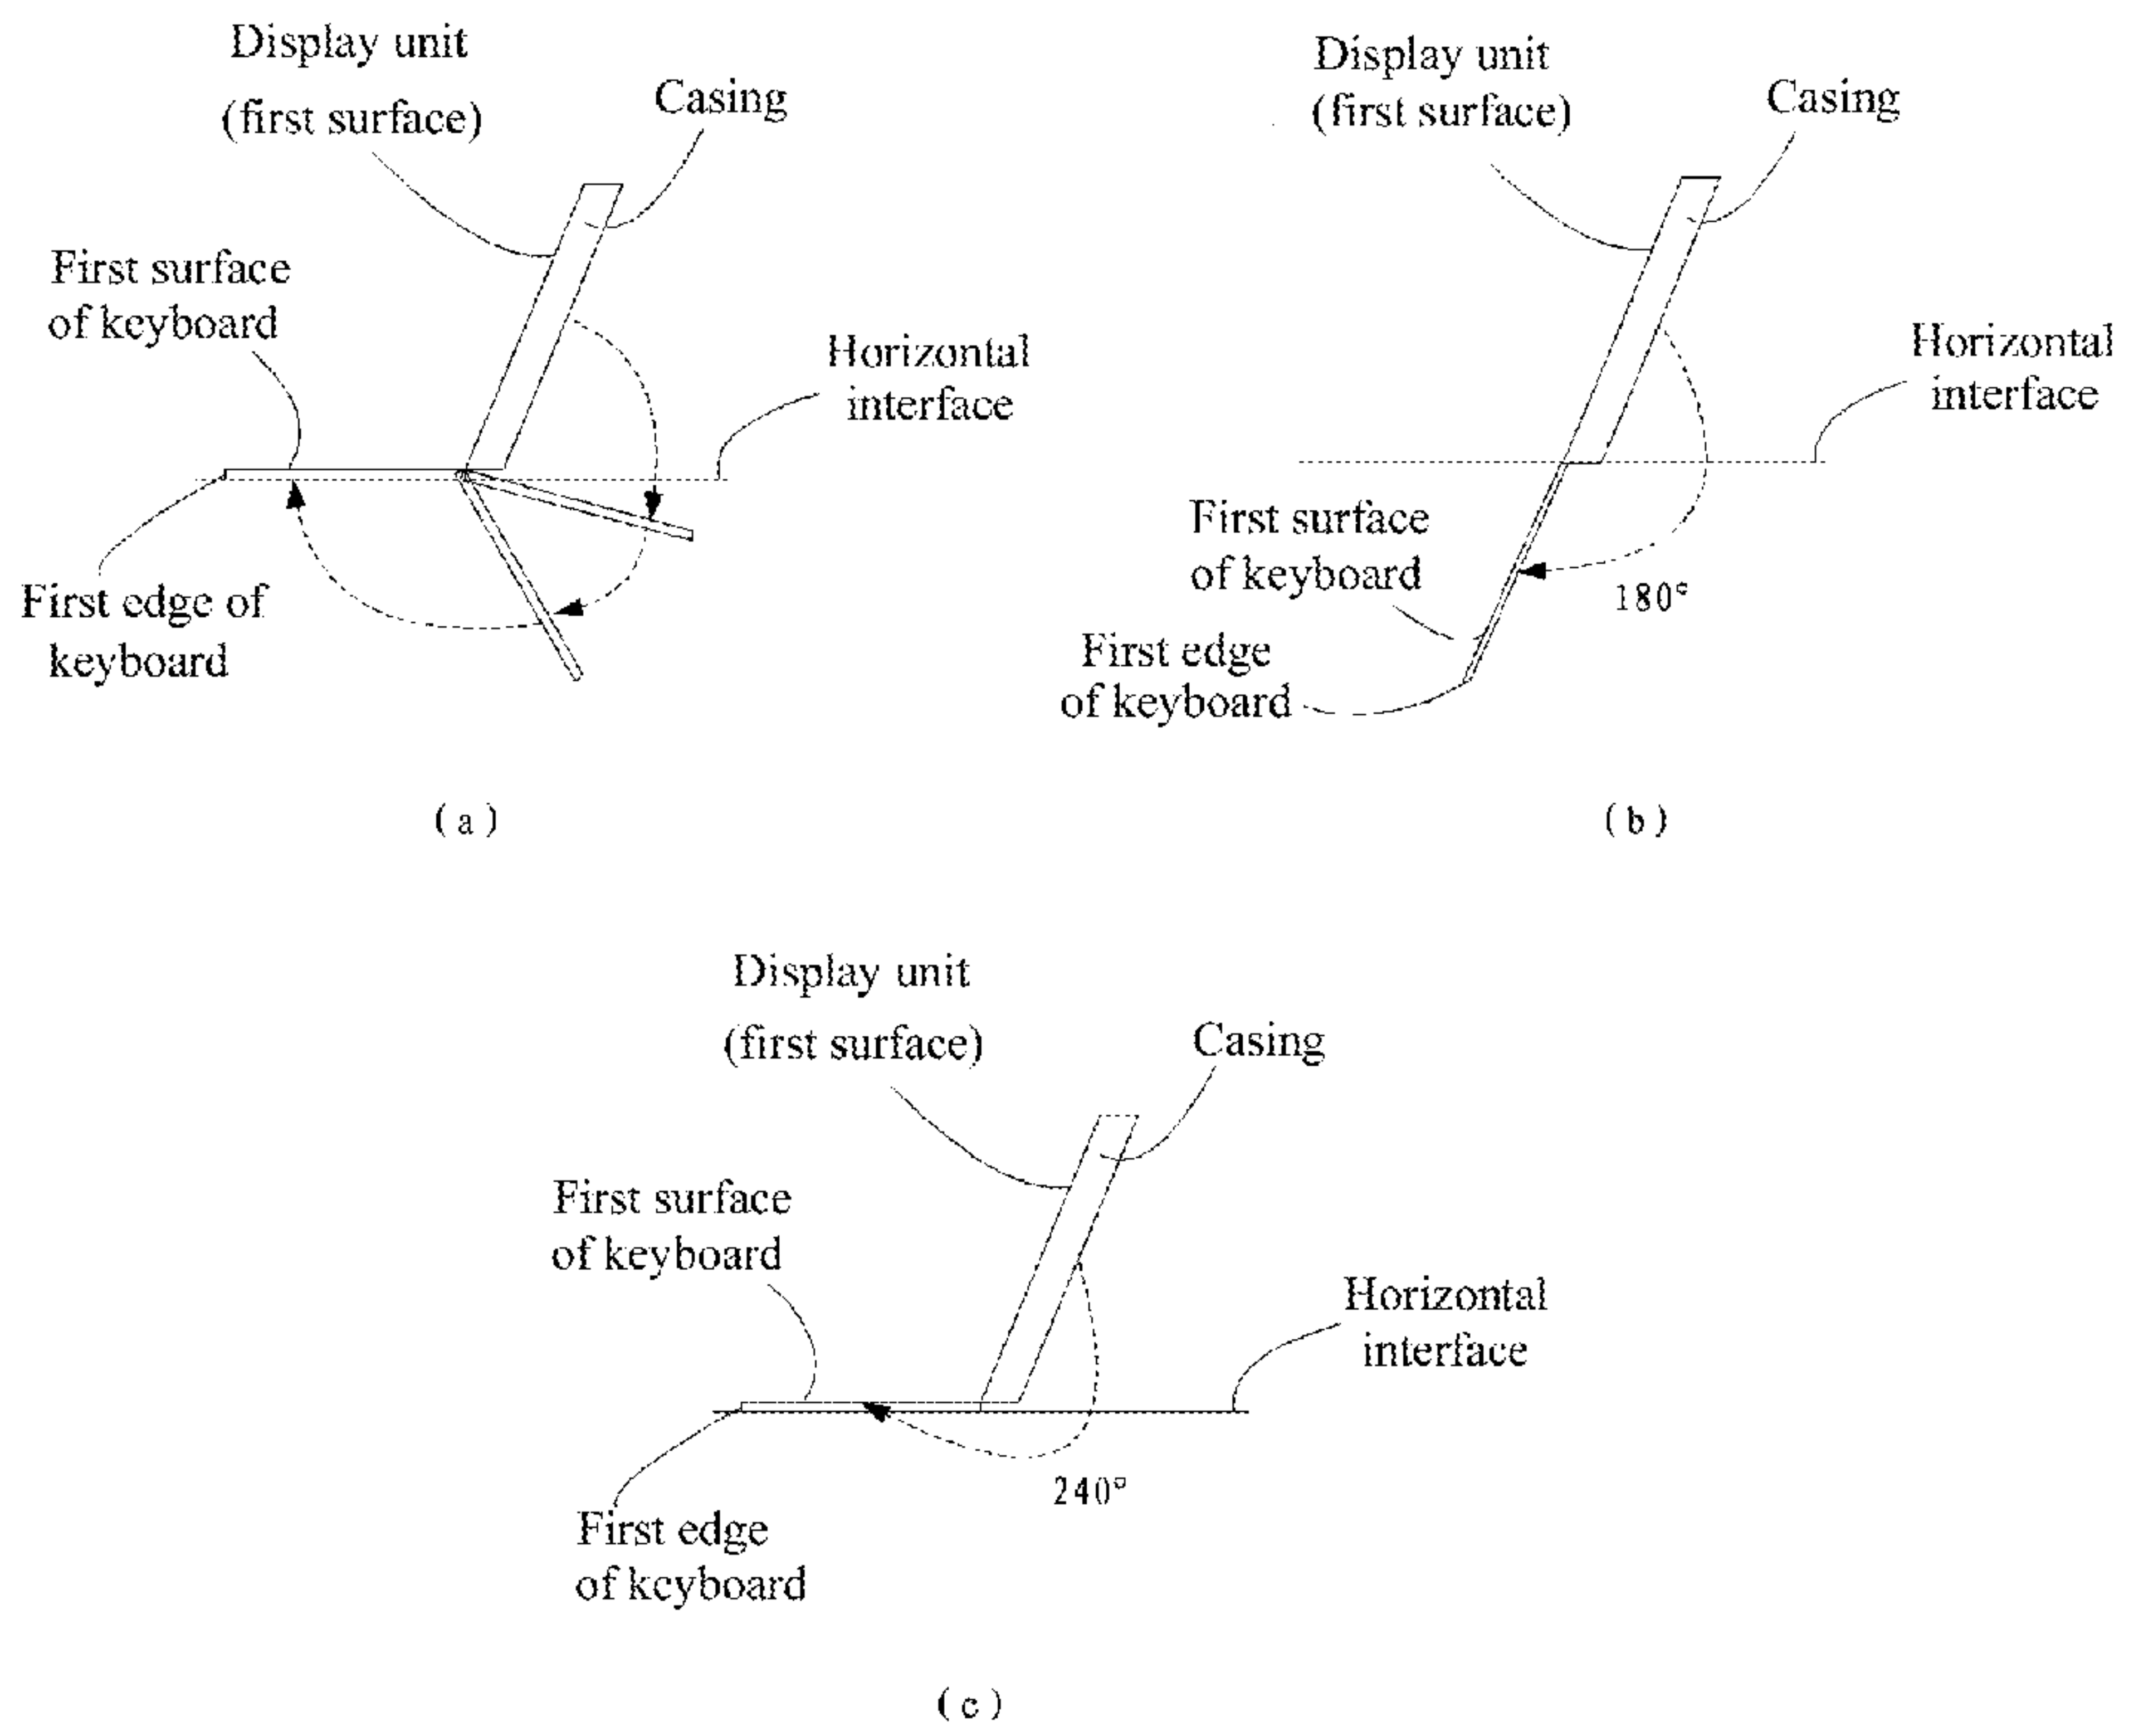 Display unit
(first surface)
Casing
First surface
of keyboard
Horizontal
interface
First edge of
keyboard
(a)
Display unit
(first surface)
Casing
Horizontal
interface
First surface
of keyboard
180°
First edge
of keyboard
(b)
Display unit
(first surface)
Casing
First surface
of keyboard
Horizontal
interface
240°
First edge
of keyboard
(c)